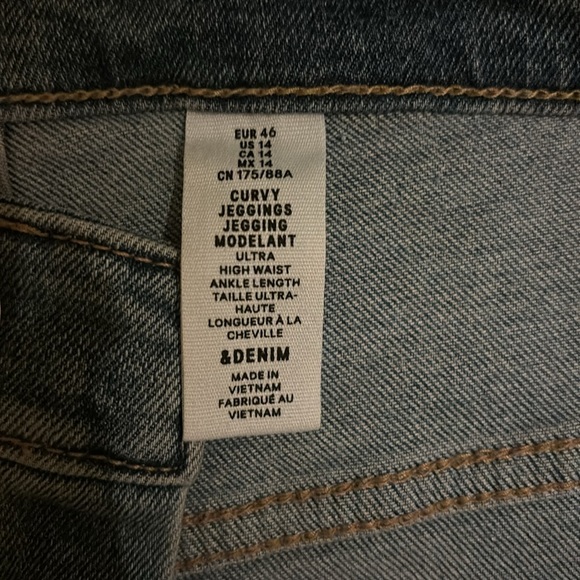 EUR 46
US 14
CA 14
MX 14
CN 175/88A
CURVY
JEGGINGS
JEGGING
MODELANT
ULTRA
HIGH WAIST
ANKLE LENGTH
TAILLE ULTRA-
HAUTE
LONGUEUR À LA
CHEVILLE
&DENIM
MADE IN
VIETNAM
FABRIQUÉ AU
VIETNAM